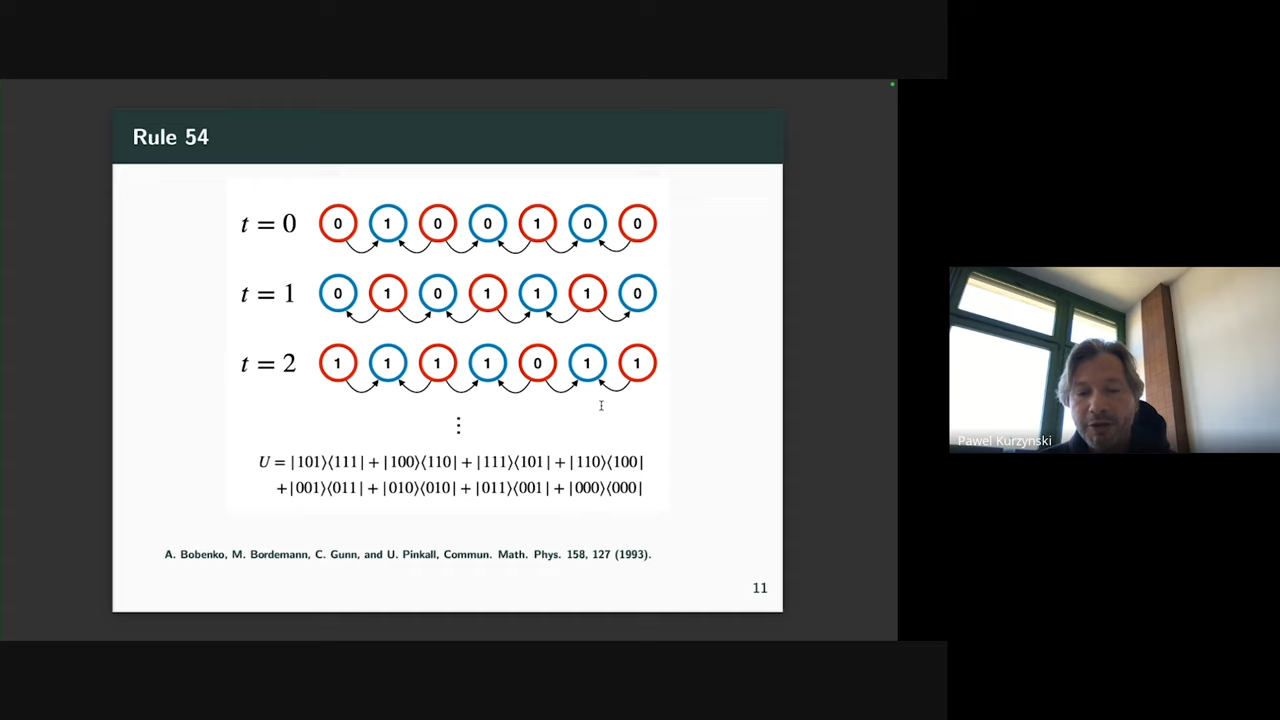 Rule 54
t = 0 0 1 0 0 1 0 0
t = 1 0 1 0 1 1 1 0
t = 2 1 1 1 1 0 1 1
⋮
U = |101⟩⟨111| + |100⟩⟨110| + |111⟩⟨101| + |110⟩⟨100|
+|001⟩⟨011| + |010⟩⟨010| + |011⟩⟨001| + |000⟩⟨000|
A. Bobenko, M. Bordemann, C. Gunn, and U. Pinkall, Commun. Math. Phys. 158, 127 (1993).
11
Pawel Kurzynski